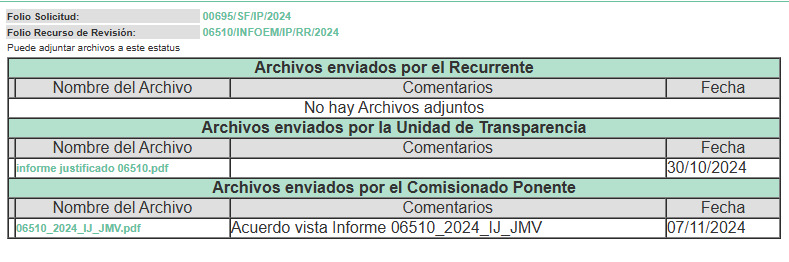 Folio Solicitud: 00695/SF/IP/2024
Folio Recurso de Revisión: 06510/INFOEM/IP/RR/2024
Puede adjuntar archivos a este estatus
Archivos enviados por el Recurrente
Nombre del Archivo Comentarios Fecha
No hay Archivos adjuntos
Archivos enviados por la Unidad de Transparencia
Nombre del Archivo Comentarios Fecha
informe justificado 06510.pdf 30/10/2024
Archivos enviados por el Comisionado Ponente
Nombre del Archivo Comentarios Fecha
06510_2024_IJ_JMV.pdf Acuerdo vista Informe 06510_2024_IJ_JMV 07/11/2024